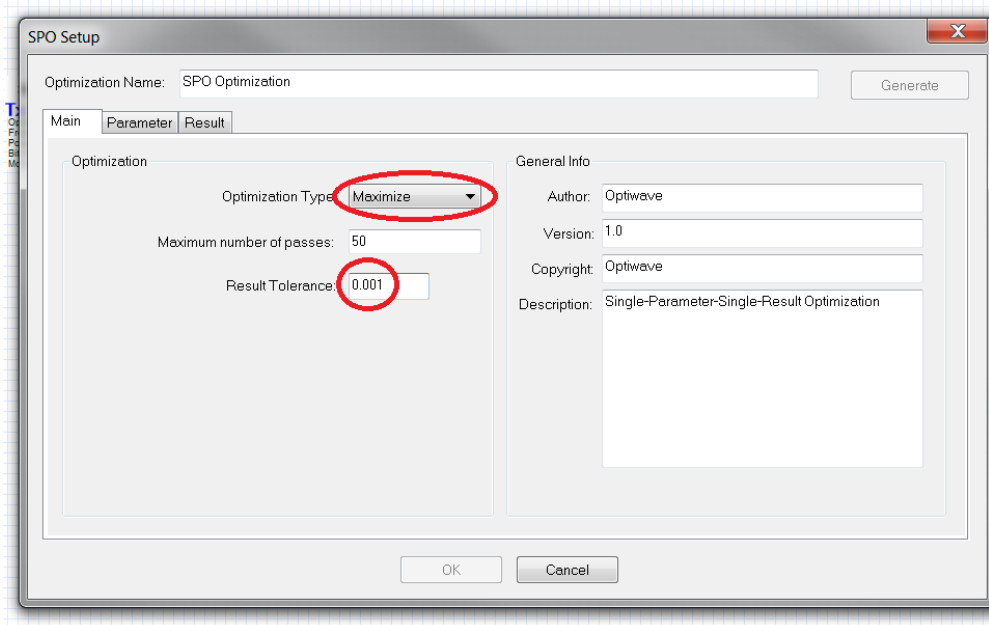 SPO Setup
Optimization Name: SPO Optimization
Generate
Main Parameter Result
Optimization
Optimization Type Maximize
Maximum number of passes: 50
Result Tolerance: 0.001
General Info
Author: Optiwave
Version: 1.0
Copyright: Optiwave
Description: Single-Parameter-Single-Result Optimization
OK Cancel